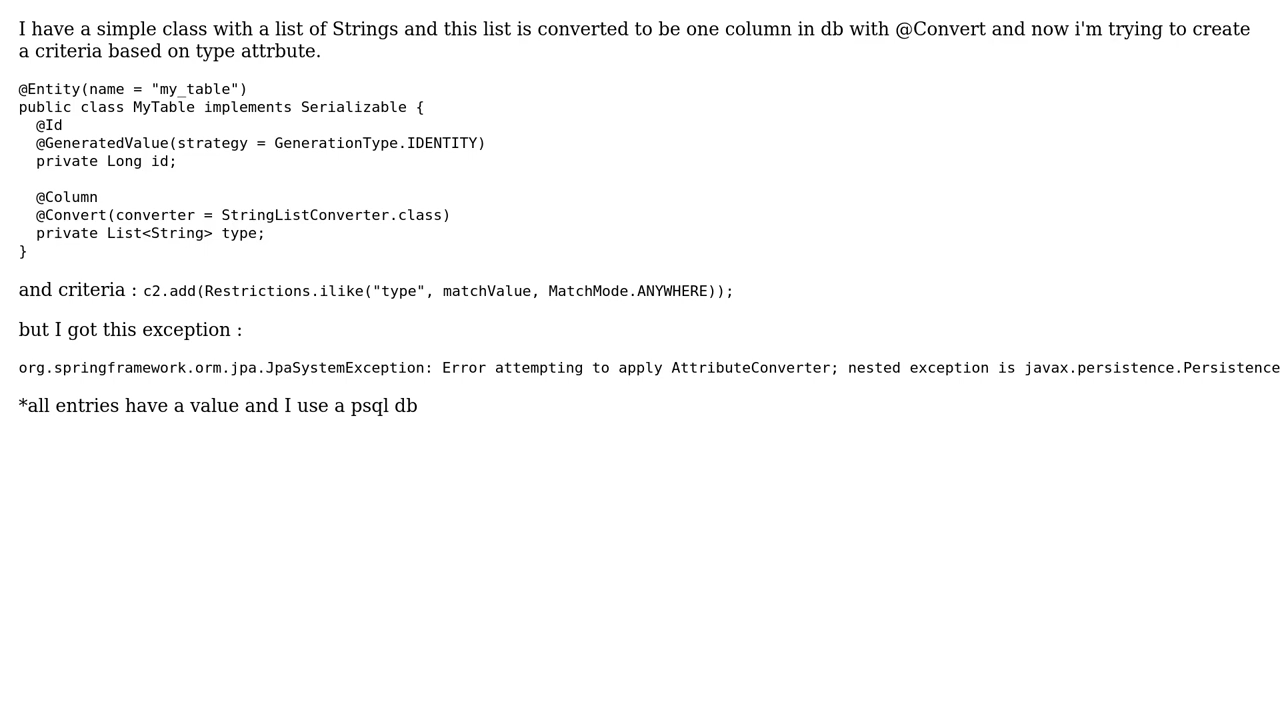 I have a simple class with a list of Strings and this list is converted to be one column in db with @Convert and now i'm trying to create
a criteria based on type attrbute.
@Entity(name = "my_table")
public class MyTable implements Serializable {
  @Id
  @GeneratedValue(strategy = GenerationType.IDENTITY)
  private Long id;
  @Column
  @Convert(converter = StringListConverter.class)
  private List<String> type;
}
and criteria : c2.add(Restrictions.ilike("type", matchValue, MatchMode.ANYWHERE));
but I got this exception :
org.springframework.orm.jpa.JpaSystemException: Error attempting to apply AttributeConverter; nested exception is javax.persistence.Persistence
*all entries have a value and I use a psql db